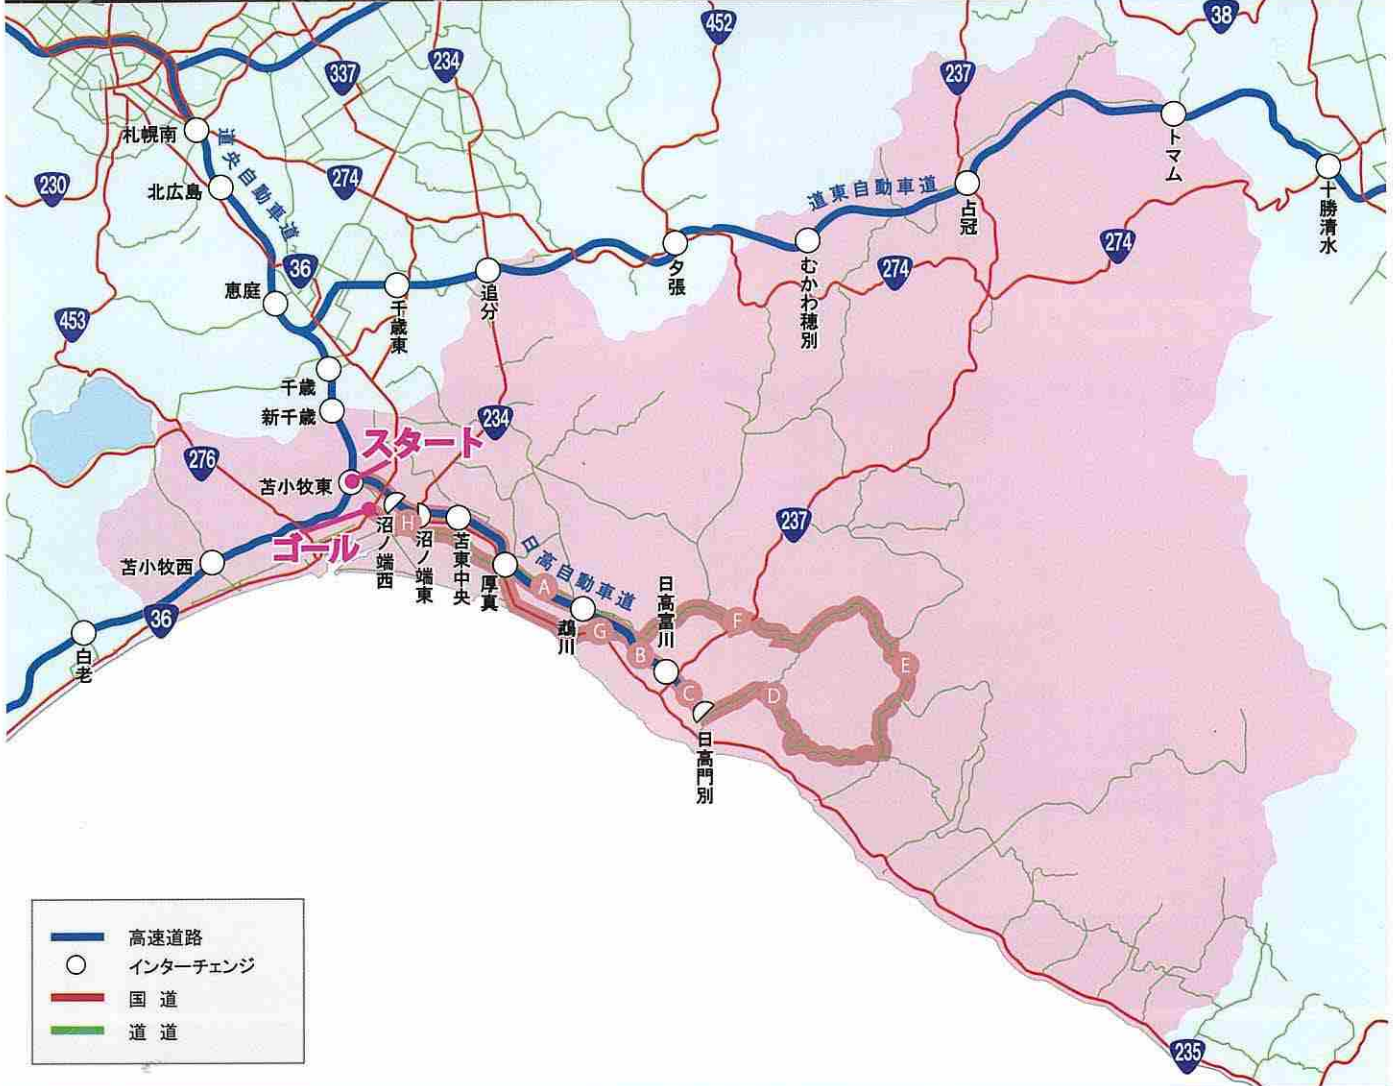 452
38
237
337
234
札幌南
道央自動車道
230
274
北広島
道東自動車道
トマム
占冠
十勝清水
36
恵庭
夕張
むかわ穂別
274
274
453
追分
千歳東
千歳
新千歳
234
スタート
276
苫小牧東
237
ゴール
沼ノ端西
H
沼ノ端東
苫東中央
日高自動車道
苫小牧西
厚真
A
36
鵡川
G
日高富川
F
B
E
白老
C
D
日高門別
高速道路
インターチェンジ
国道
道道
235